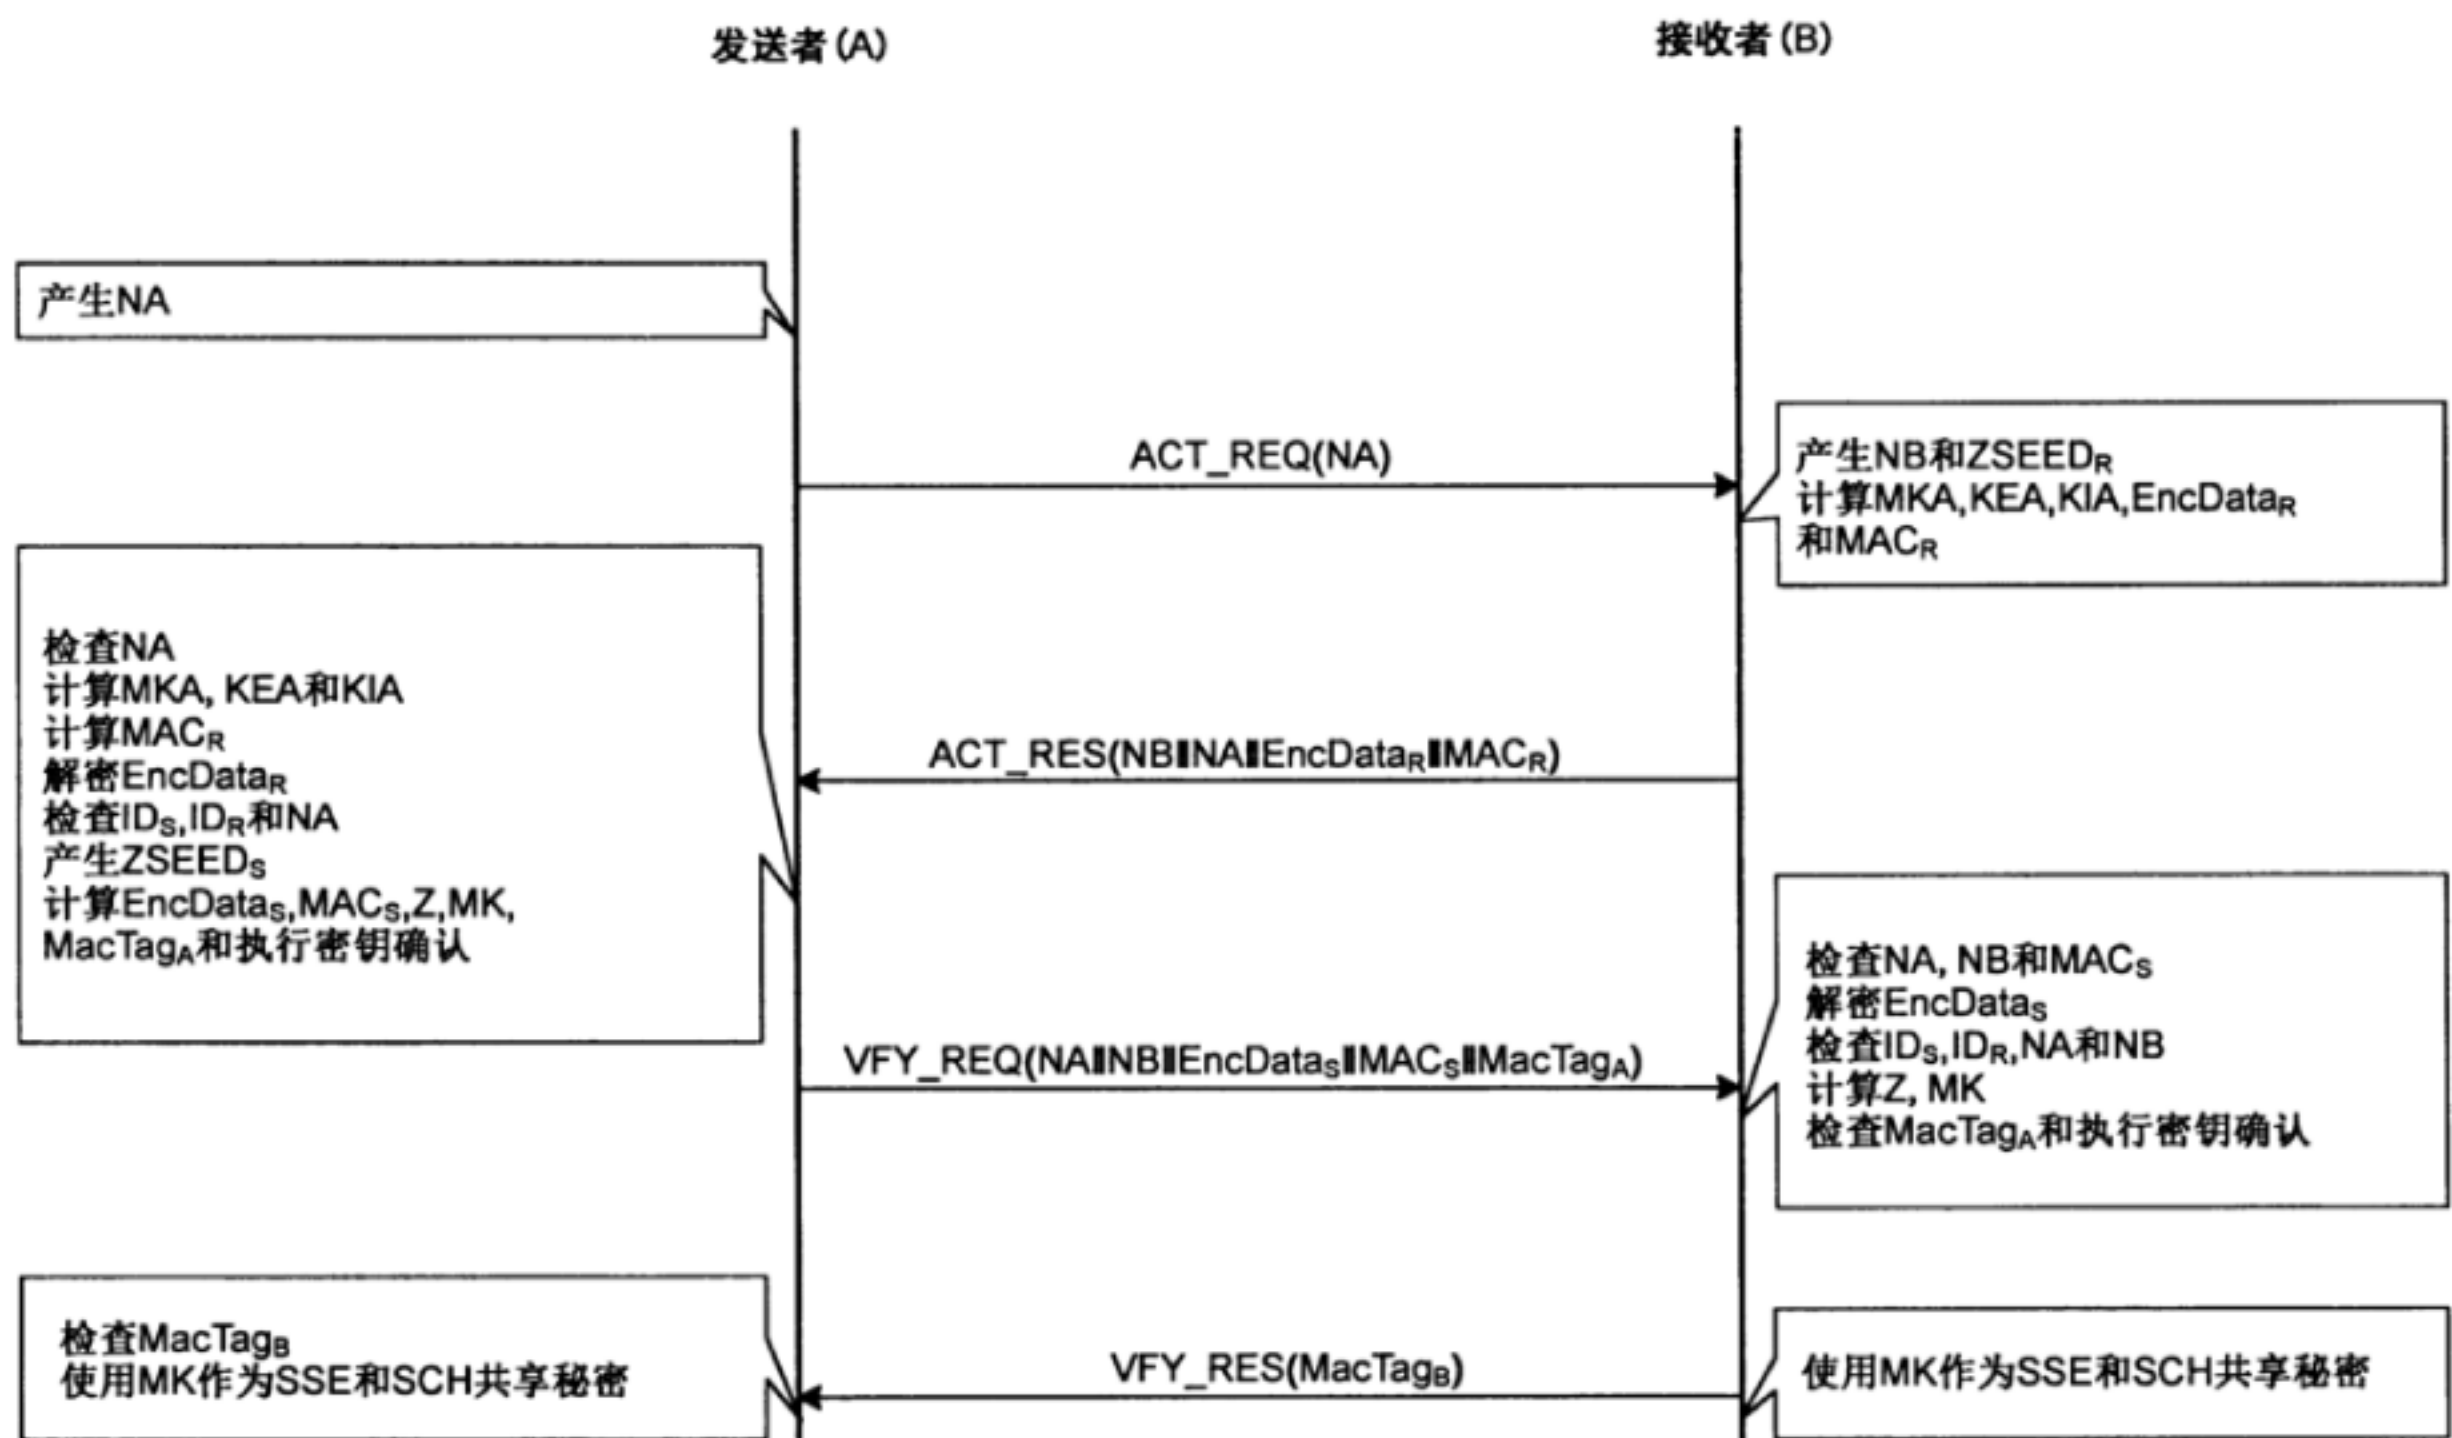 发送者(A)
接收者(B)
产生NA
ACT_REQ(NA)
产生NB和ZSEEDR
计算MKA,KEA,KIA,EncDataR
和MACR
检查NA
计算MKA, KEA和KIA
计算MACR
解密EncDataR
检查IDS,IDR和NA
产生ZSEEDS
计算EncDataS,MACS,Z,MK,
MacTagA和执行密钥确认
ACT_RES(NB||NA||EncDataR||MACR)
VFY_REQ(NA||NB||EncDataS||MACS||MacTagA)
检查NA, NB和MACS
解密EncDataS
检查IDS,IDR,NA和NB
计算Z, MK
检查MacTagA和执行密钥确认
检查MacTagB
使用MK作为SSE和SCH共享秘密
VFY_RES(MacTagB)
使用MK作为SSE和SCH共享秘密